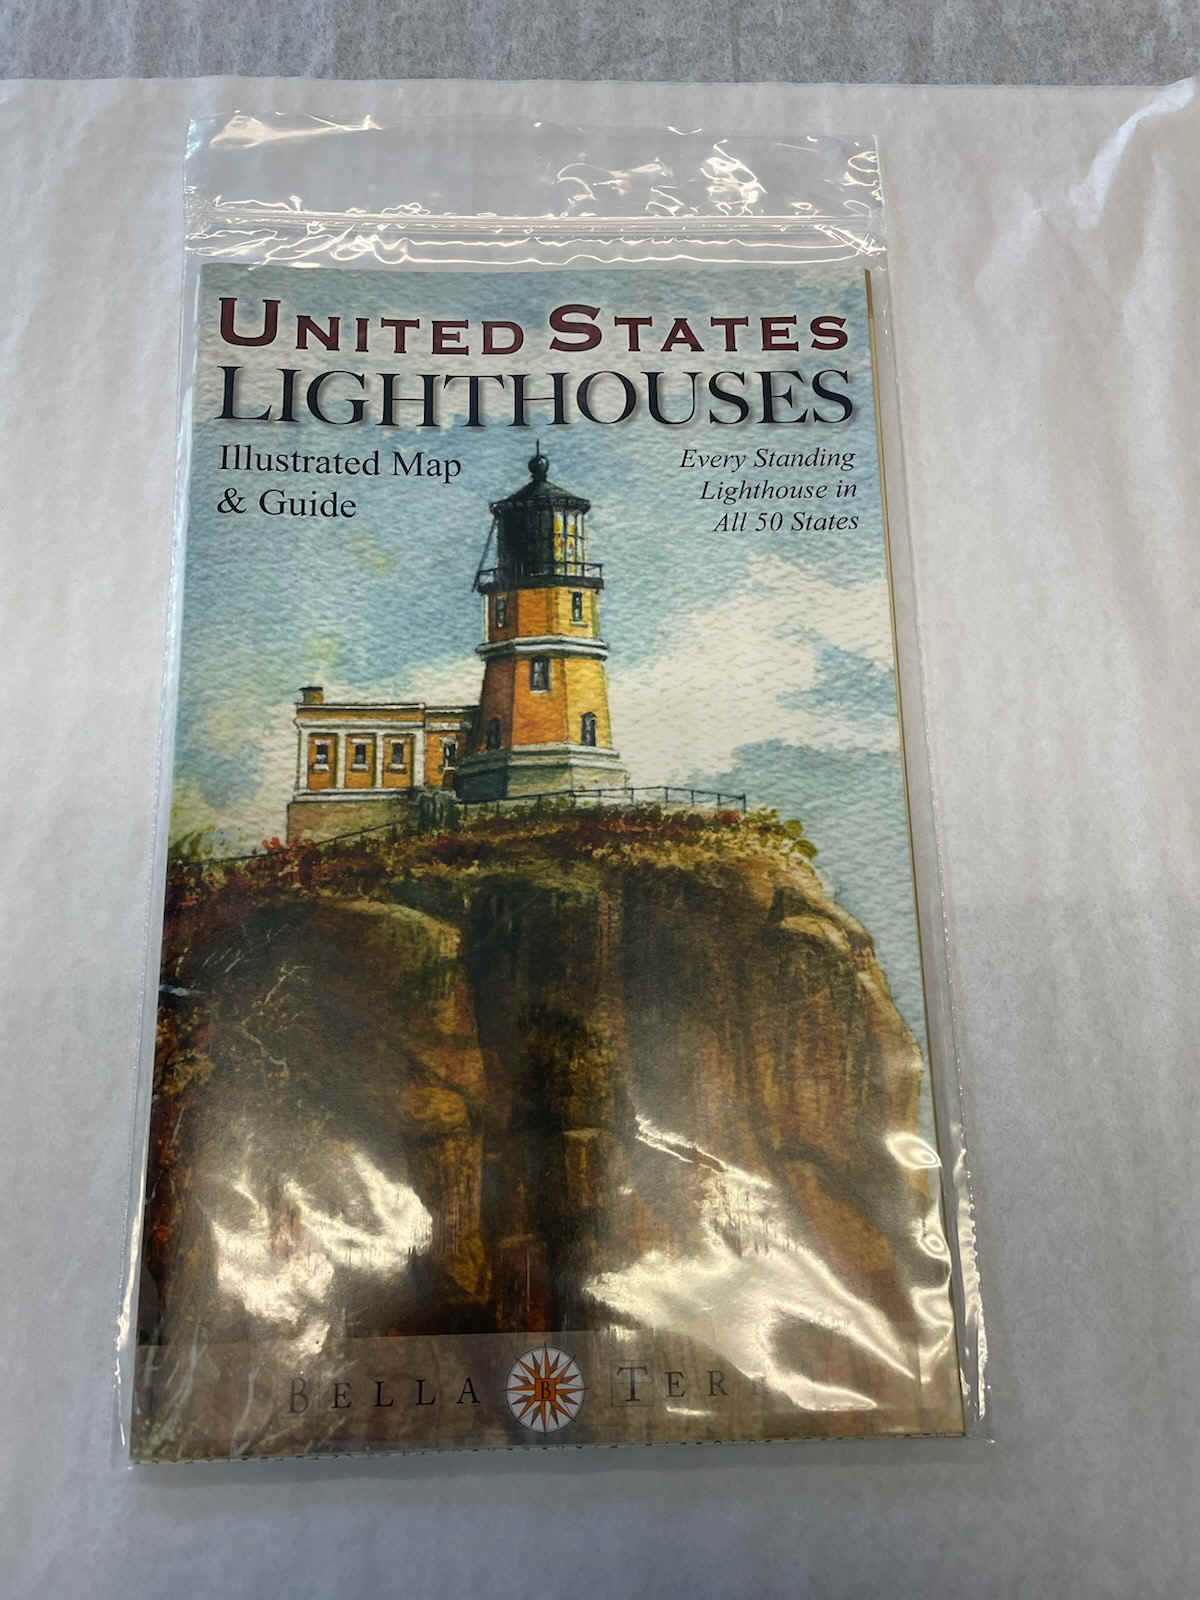 UNITED STATES
LIGHTHOUSES
Illustrated Map
& Guide
Every Standing
Lighthouse in
All 50 States
BELLA B